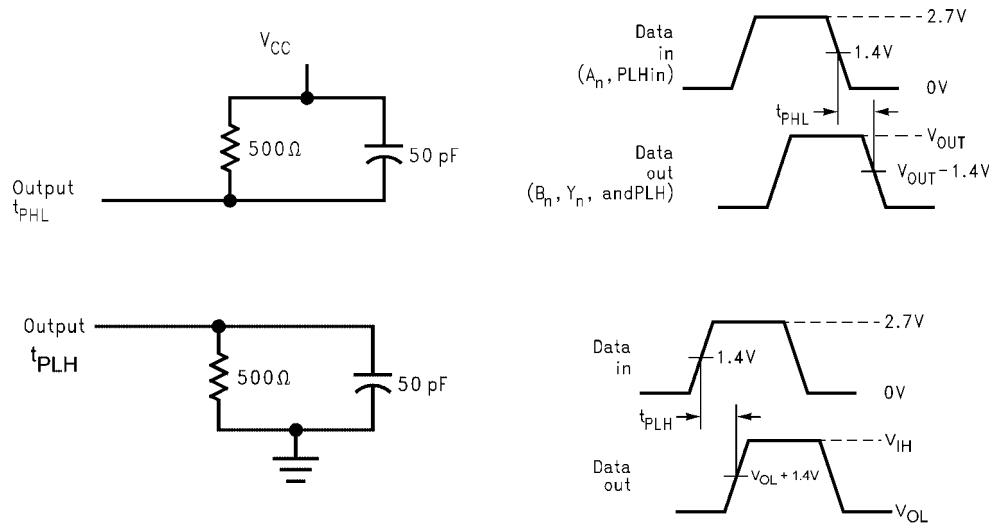 V_CC
500Ω
50 pF
Output
t_PHL
Data
in
(A_n, PLHin)
2.7V
1.4V
0V
t_PHL
Data
out
(B_n, Y_n, andPLH)
V_OUT
V_OUT-1.4V
Output
t_PLH
500Ω
50 pF
Data
in
2.7V
1.4V
0V
t_PLH
Data
out
V_IH
V_OL + 1.4V
V_OL